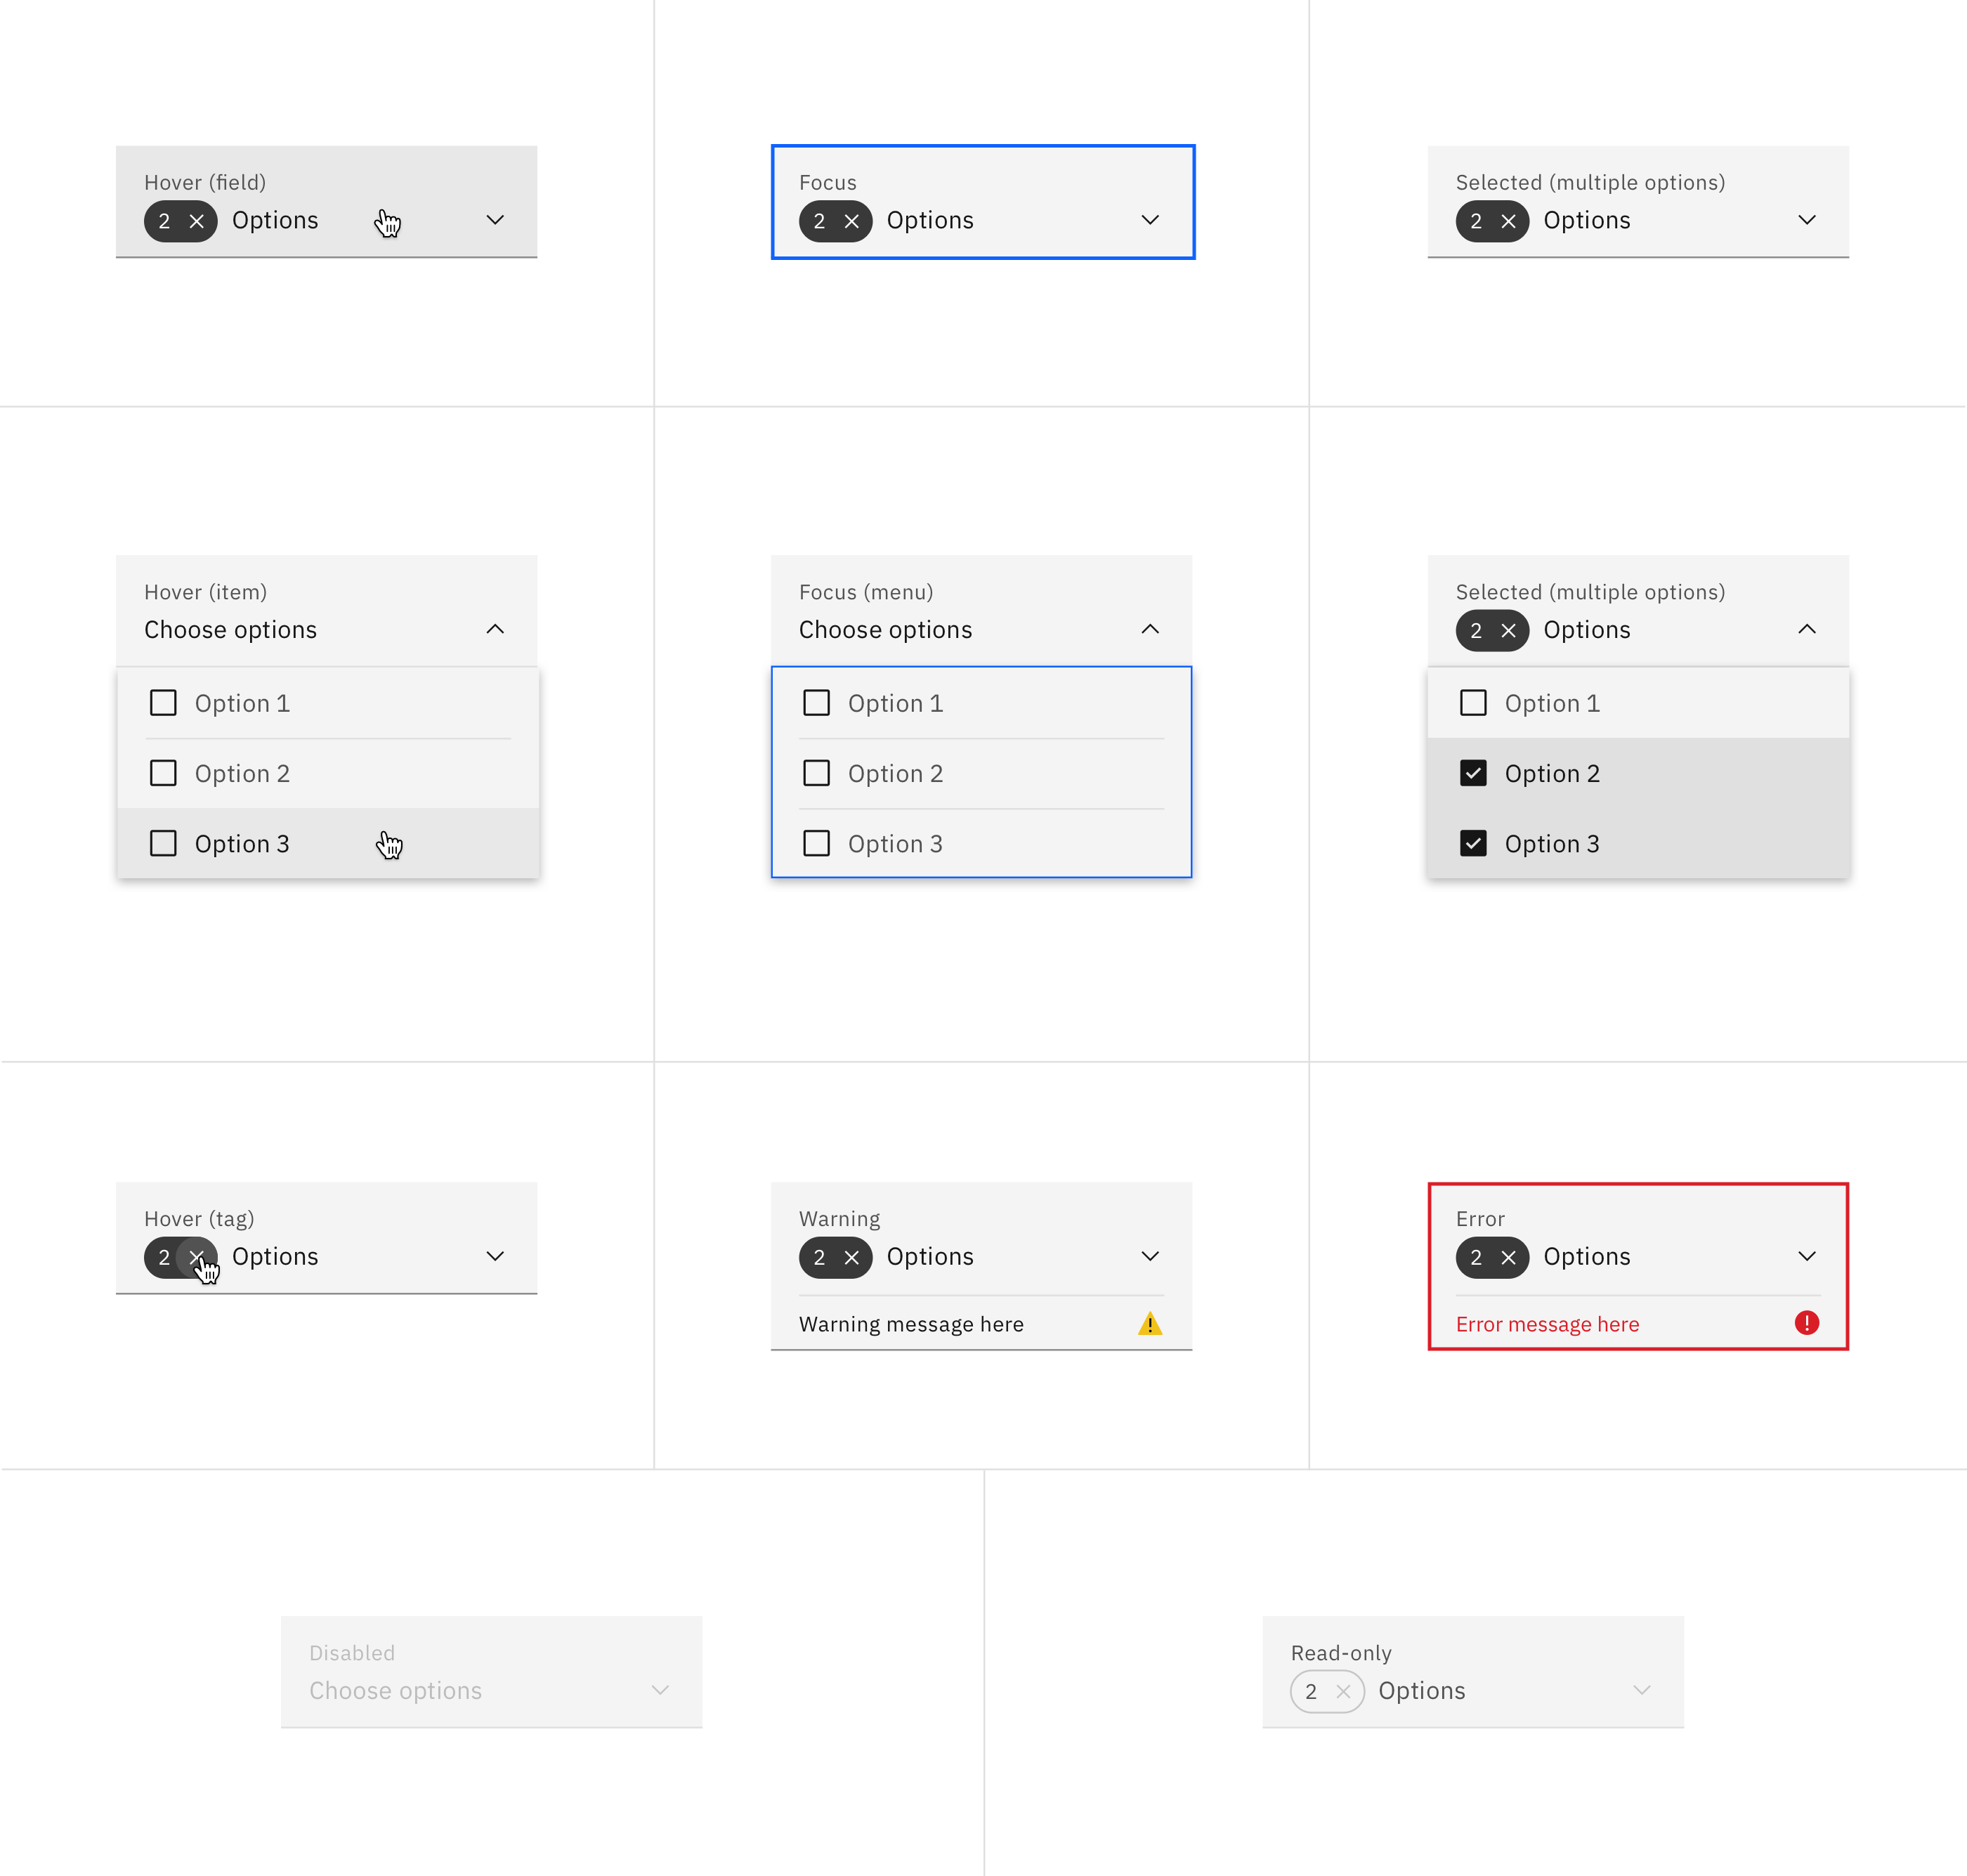 Hover (field)
2 Options
Focus
2 Options
Selected (multiple options)
2 Options
Hover (item)
Choose options
Option 1
Option 2
Option 3
Focus (menu)
Choose options
Option 1
Option 2
Option 3
Selected (multiple options)
2 Options
Option 1
Option 2
Option 3
Hover (tag)
2 Options
Warning
2 Options
Warning message here
Error
2 Options
Error message here
Disabled
Choose options
Read-only
2 Options